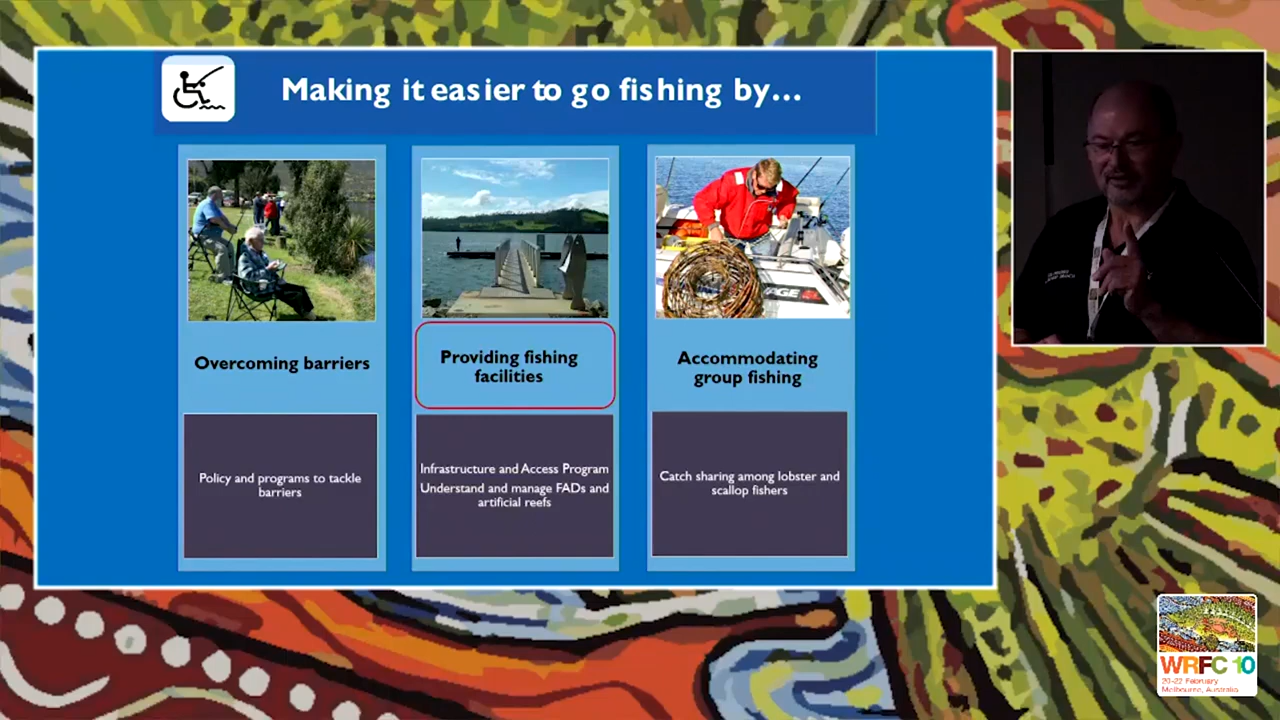 Making it easier to go fishing by...
Overcoming barriers
Providing fishing
facilities
Accommodating
group fishing
Policy and programs to tackle
barriers
Infrastructure and Access Program
Understand and manage FADs and
artificial reefs
Catch sharing among lobster and
scallop fishers
WRFC 10
20-22 February
Melbourne, Australia